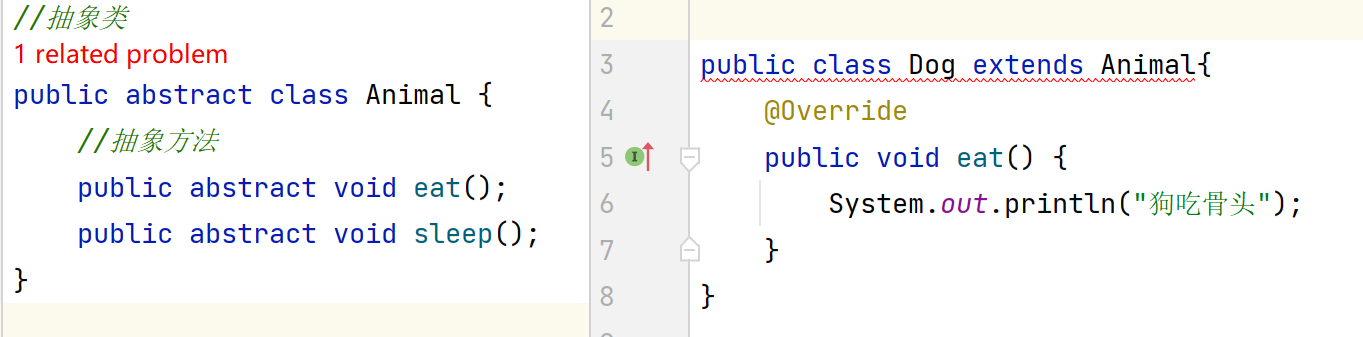 //抽象类
1 related problem
public abstract class Animal {
//抽象方法
public abstract void eat();
public abstract void sleep();
}
2
3 public class Dog extends Animal{
4 @Override
5 public void eat() {
6 System.out.println("狗吃骨头");
7 }
8 }